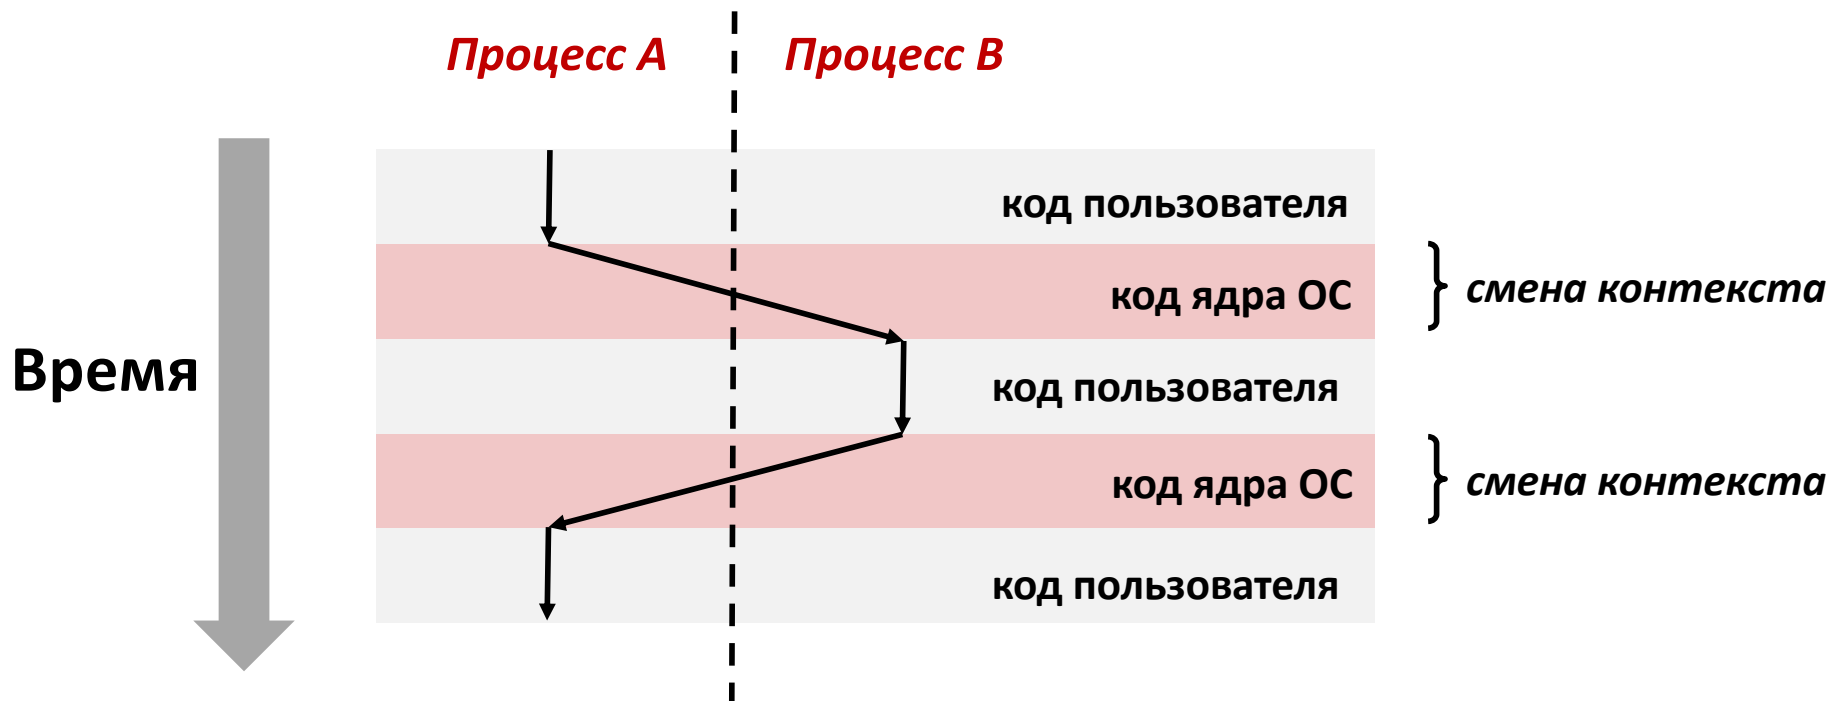 Процесс А
Процесс В
код пользователя
код ядра ОС
смена контекста
Время
код пользователя
код ядра ОС
смена контекста
код пользователя